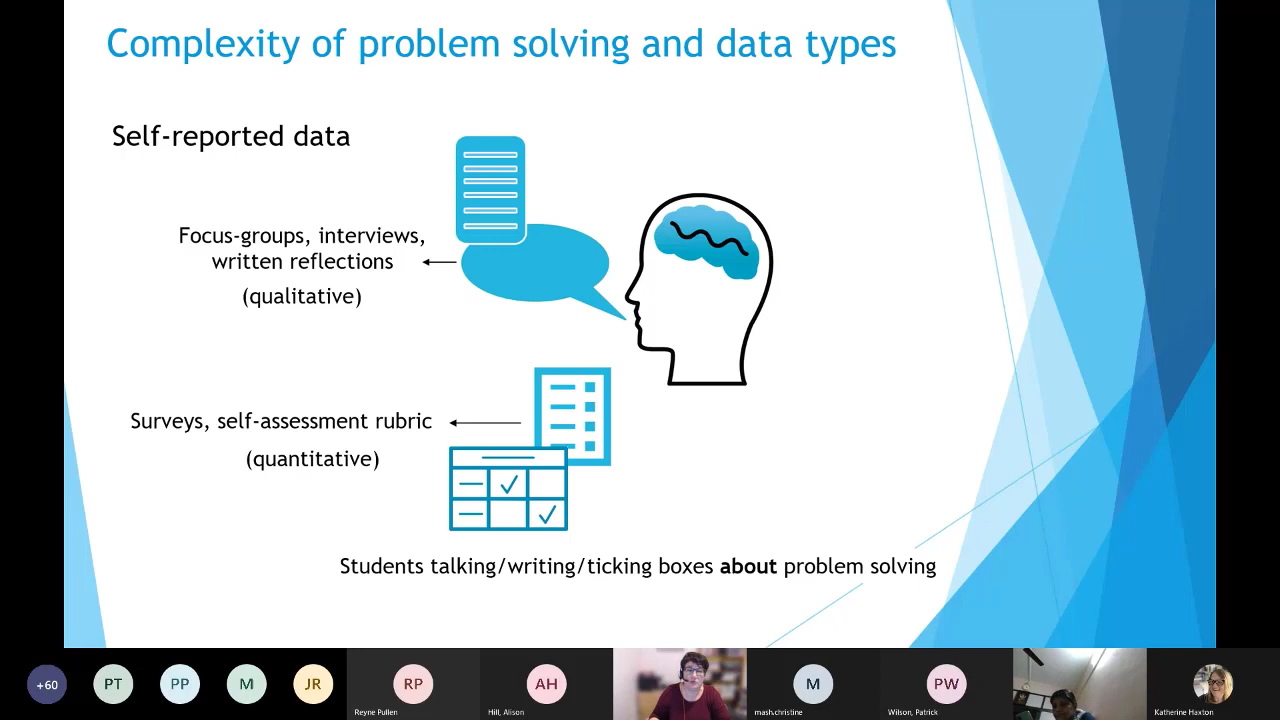 Complexity of problem solving and data types
Self-reported data
Focus-groups, interviews,
written reflections
(qualitative)
Surveys, self-assessment rubric
(quantitative)
Students talking/writing/ticking boxes about problem solving
+60
PT
PP
M
JR
RP
Reyne Pullen
AH
Hill, Alison
M
mash.christine
PW
Wilson, Patrick
Katherine Haxton